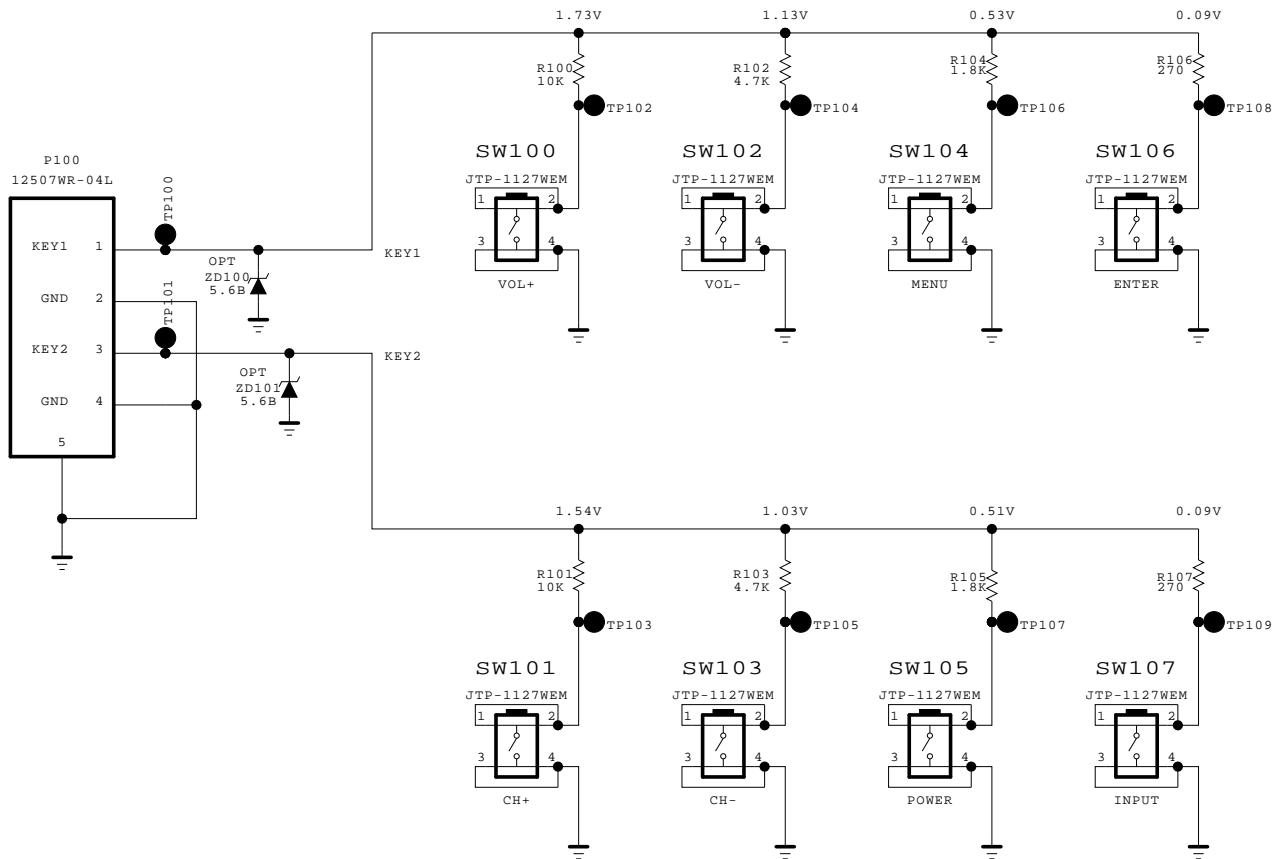 1.73V 1.13V 0.53V 0.09V
R100 10K R102 4.7K R104 1.8K R106 270
TP102 TP104 TP106 TP108
P100
12507WR-04L
SW100 SW102 SW104 SW106
JTP-1127WEM JTP-1127WEM JTP-1127WEM JTP-1127WEM
1 2 1 2 1 2 1 2
3 4 3 4 3 4 3 4
VOL+ VOL- MENU ENTER
TP100
KEY1 1
KEY1
OPT
ZD100
5.6B
GND 2
TP101
KEY2 3
KEY2
OPT
ZD101
5.6B
GND 4
5
1.54V 1.03V 0.51V 0.09V
R101 10K R103 4.7K R105 1.8K R107 270
TP103 TP105 TP107 TP109
SW101 SW103 SW105 SW107
JTP-1127WEM JTP-1127WEM JTP-1127WEM JTP-1127WEM
1 2 1 2 1 2 1 2
3 4 3 4 3 4 3 4
CH+ CH- POWER INPUT